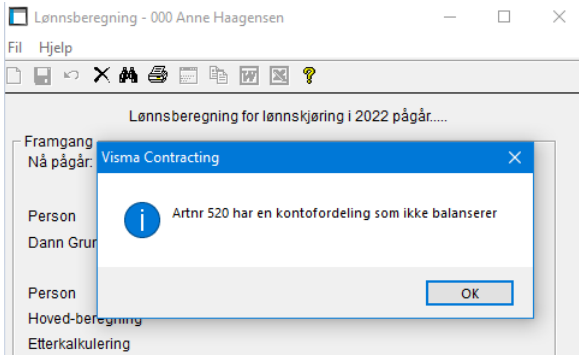 Lønnsberegning - 000 Anne Haagensen
Fil Hjelp
Lønnsberegning for lønnskjøring i 2022 pågår.....
Framgang
Nå pågår:
Visma Contracting
Artnr 520 har en kontofordeling som ikke balanserer
OK
Person
Dann Grun
Person
Hoved-beregning
Etterkalkulering